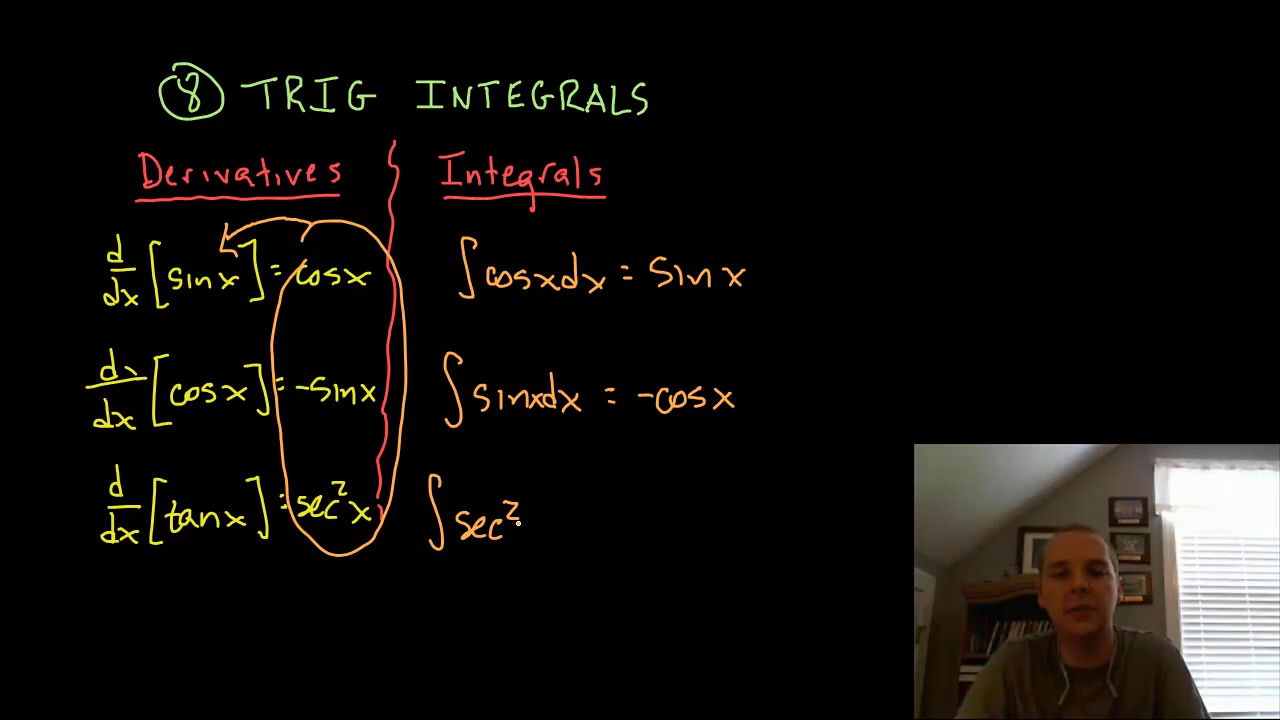 ⑧ TRIG INTEGRALS
Derivatives Integrals
d/dx [sin x] = cos x ∫ cos x dx = sin x
dx/dx [cos x] = -sin x ∫ sin x dx = -cos x
d/dx [tan x] = sec² x ∫ sec²